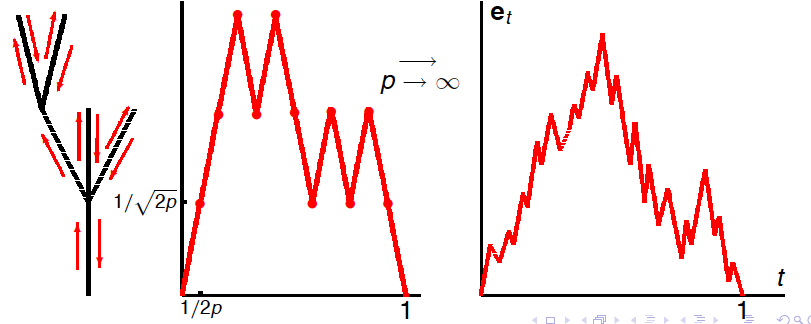 e_t
p → ∞
1/√2p
t
1/2p
1
1